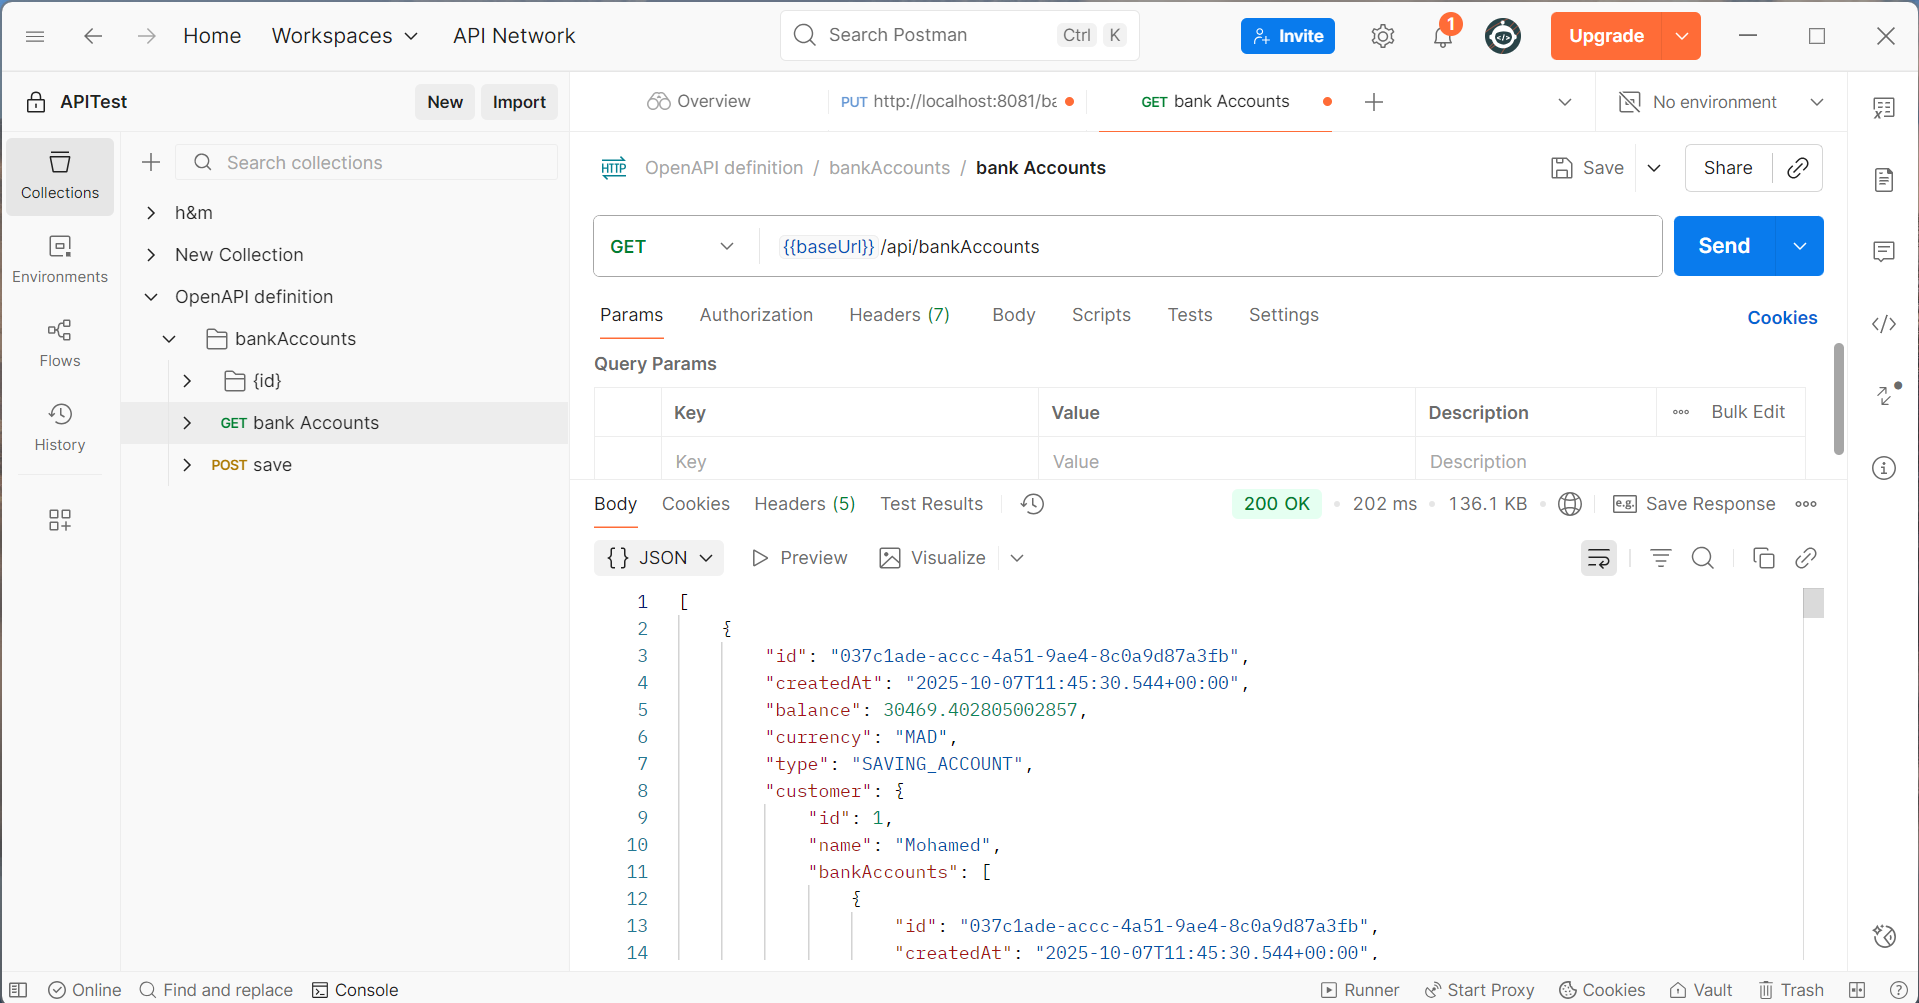 Home Workspaces API Network Search Postman Ctrl K Invite 1 Upgrade
APITest New Import Overview PUT http://localhost:8081/ba GET bank Accounts No environment
Collections
Search collections
h&m
New Collection
OpenAPI definition
bankAccounts
{id}
GET bank Accounts
POST save
Environments
Flows
History
HTTP OpenAPI definition / bankAccounts / bank Accounts Save Share
GET {{baseUrl}} /api/bankAccounts Send
Params Authorization Headers (7) Body Scripts Tests Settings Cookies
Query Params
Key Value Description Bulk Edit
Key Value Description
Body Cookies Headers (5) Test Results 200 OK 202 ms 136.1 KB e.g. Save Response
{} JSON Preview Visualize
1 [
2 {
3 "id": "037c1ade-accc-4a51-9ae4-8c0a9d87a3fb",
4 "createdAt": "2025-10-07T11:45:30.544+00:00",
5 "balance": 30469.402805002857,
6 "currency": "MAD",
7 "type": "SAVING_ACCOUNT",
8 "customer": {
9 "id": 1,
10 "name": "Mohamed",
11 "bankAccounts": [
12 {
13 "id": "037c1ade-accc-4a51-9ae4-8c0a9d87a3fb",
14 "createdAt": "2025-10-07T11:45:30.544+00:00",
Online Find and replace Console Runner Start Proxy Cookies Vault Trash